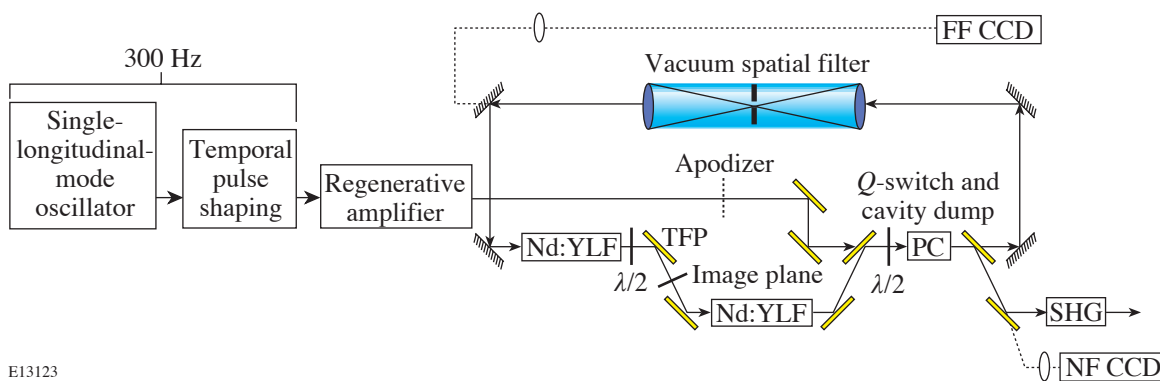 300 Hz
FF CCD
Vacuum spatial filter
Single-
longitudinal-
mode
oscillator
Temporal
pulse
shaping
Regenerative
amplifier
Apodizer
Q-switch and
cavity dump
Nd:YLF
TFP
λ/2
Image plane
Nd:YLF
λ/2
PC
SHG
NF CCD
E13123